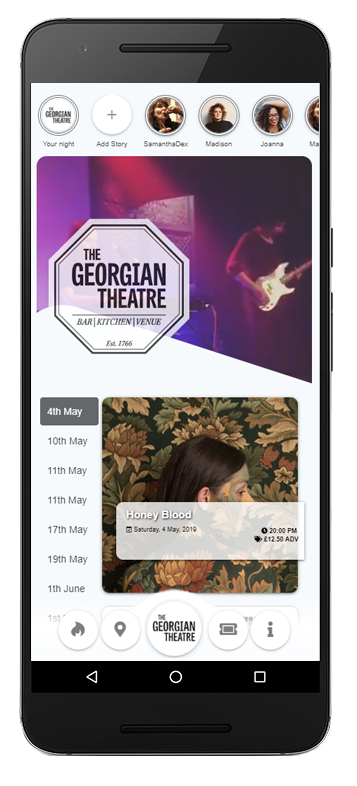 THE
GEORGIAN
THEATRE
Your night
Add Story
SamanthaDex
Madison
Joanna
Ma
THE
GEORGIAN
THEATRE
BAR|KITCHEN|VENUE
Est. 1766
4th May
10th May
11th May
11th May
17th May
19th May
1st June
1st
Honey Blood
Saturday, 4 May, 2019
20:00 PM
£12.50 ADV
THE
GEORGIAN
THEATRE